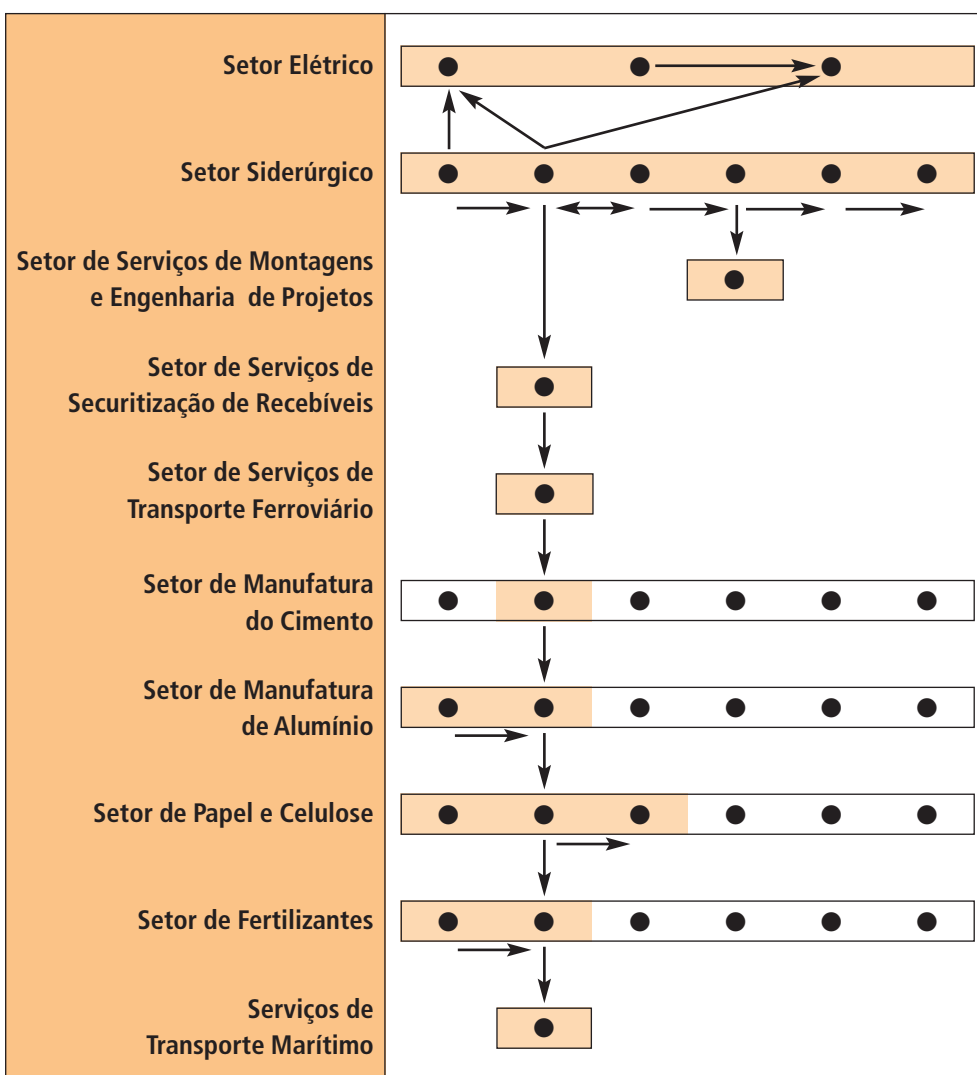 Setor Elétrico
Setor Siderúrgico
Setor de Serviços de Montagens
e Engenharia de Projetos
Setor de Serviços de
Securitização de Recebíveis
Setor de Serviços de
Transporte Ferroviário
Setor de Manufatura
do Cimento
Setor de Manufatura
de Alumínio
Setor de Papel e Celulose
Setor de Fertilizantes
Serviços de
Transporte Marítimo